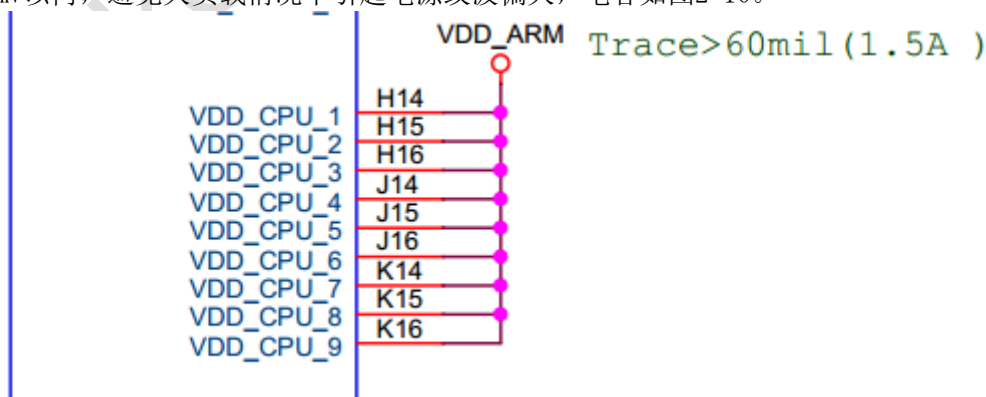 VDD_ARM Trace>60mil(1.5A )
VDD_CPU_1 H14
VDD_CPU_2 H15
VDD_CPU_3 H16
VDD_CPU_4 J14
VDD_CPU_5 J15
VDD_CPU_6 J16
VDD_CPU_7 K14
VDD_CPU_8 K15
VDD_CPU_9 K16